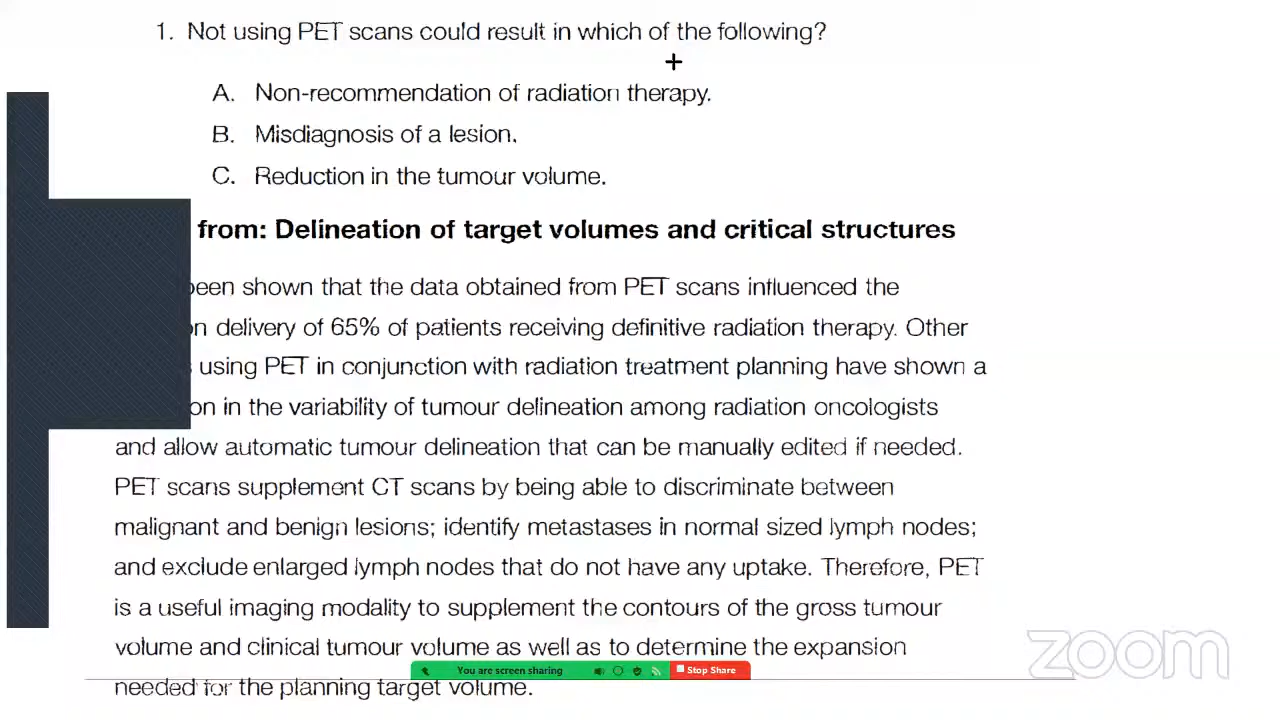 1. Not using PET scans could result in which of the following?
A. Non-recommendation of radiation therapy.
B. Misdiagnosis of a lesion.
C. Reduction in the tumour volume.
from: Delineation of target volumes and critical structures
been shown that the data obtained from PET scans influenced the
delivery of 65% of patients receiving definitive radiation therapy. Other
using PET in conjunction with radiation treatment planning have shown a
in the variability of tumour delineation among radiation oncologists
and allow automatic tumour delineation that can be manually edited if needed.
PET scans supplement CT scans by being able to discriminate between
malignant and benign lesions; identify metastases in normal sized lymph nodes;
and exclude enlarged lymph nodes that do not have any uptake. Therefore, PET
is a useful imaging modality to supplement the contours of the gross tumour
volume and clinical tumour volume as well as to determine the expansion
needed for the planning target volume.
You are screen sharing Stop Share
zoom